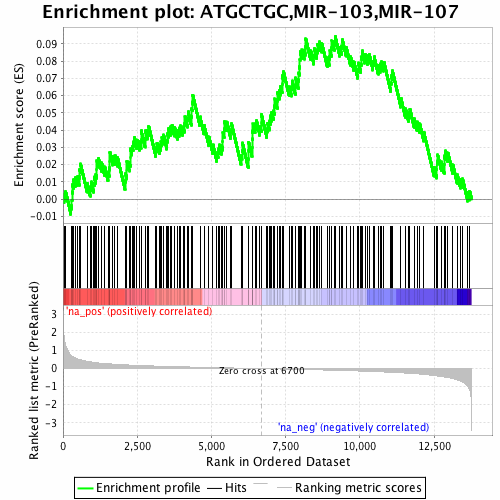 Enrichment plot: ATGCTGC,MIR-103,MIR-107
Enrichment score (ES)
0.09
0.08
0.07
0.06
0.05
0.04
0.03
0.02
0.01
0.00
-0.01
'na_pos' (positively correlated)
Ranked list metric (PreRanked)
3
2
1
0
-1
-2
-3
Zero cross at 6700
'na_neg' (negatively correlated)
0 2,500 5,000 7,500 10,000 12,500
Rank in Ordered Dataset
Enrichment profile Hits Ranking metric scores